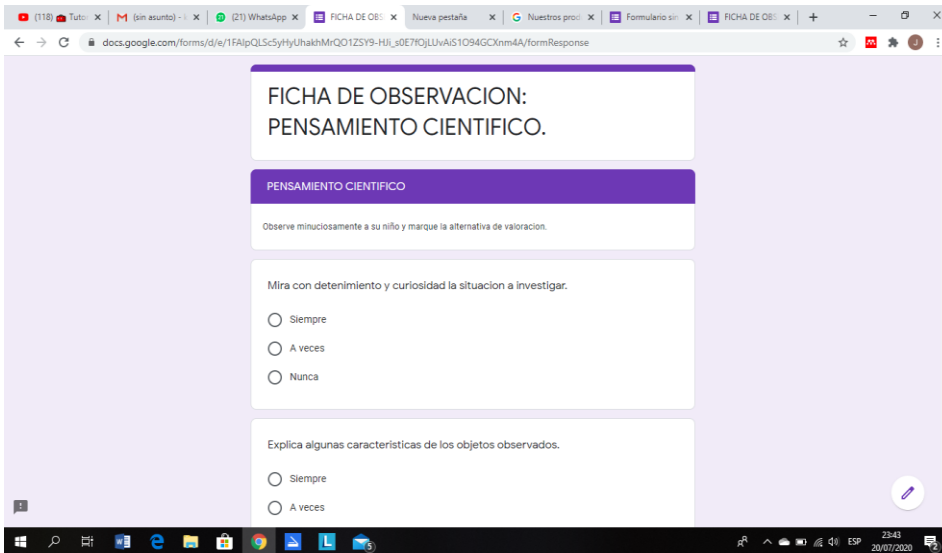 (118) Tutor
(sin asunto) -
(21) WhatsApp
FICHA DE OBS
Nueva pestaña
Nuestros prod
Formulario sin
FICHA DE OBS
docs.google.com/forms/d/e/1FAIpQLSc5yHyUhakhMrQO1ZSY9-HJi_s0E7fOjLUvAiS1O94GCXnm4A/formResponse
J
FICHA DE OBSERVACION:
PENSAMIENTO CIENTIFICO.
PENSAMIENTO CIENTIFICO
Observe minuciosamente a su niño y marque la alternativa de valoracion.
Mira con detenimiento y curiosidad la situacion a investigar.
Siempre
A veces
Nunca
Explica algunas caracteristicas de los objetos observados.
Siempre
A veces
ESP
23:43
20/07/2020